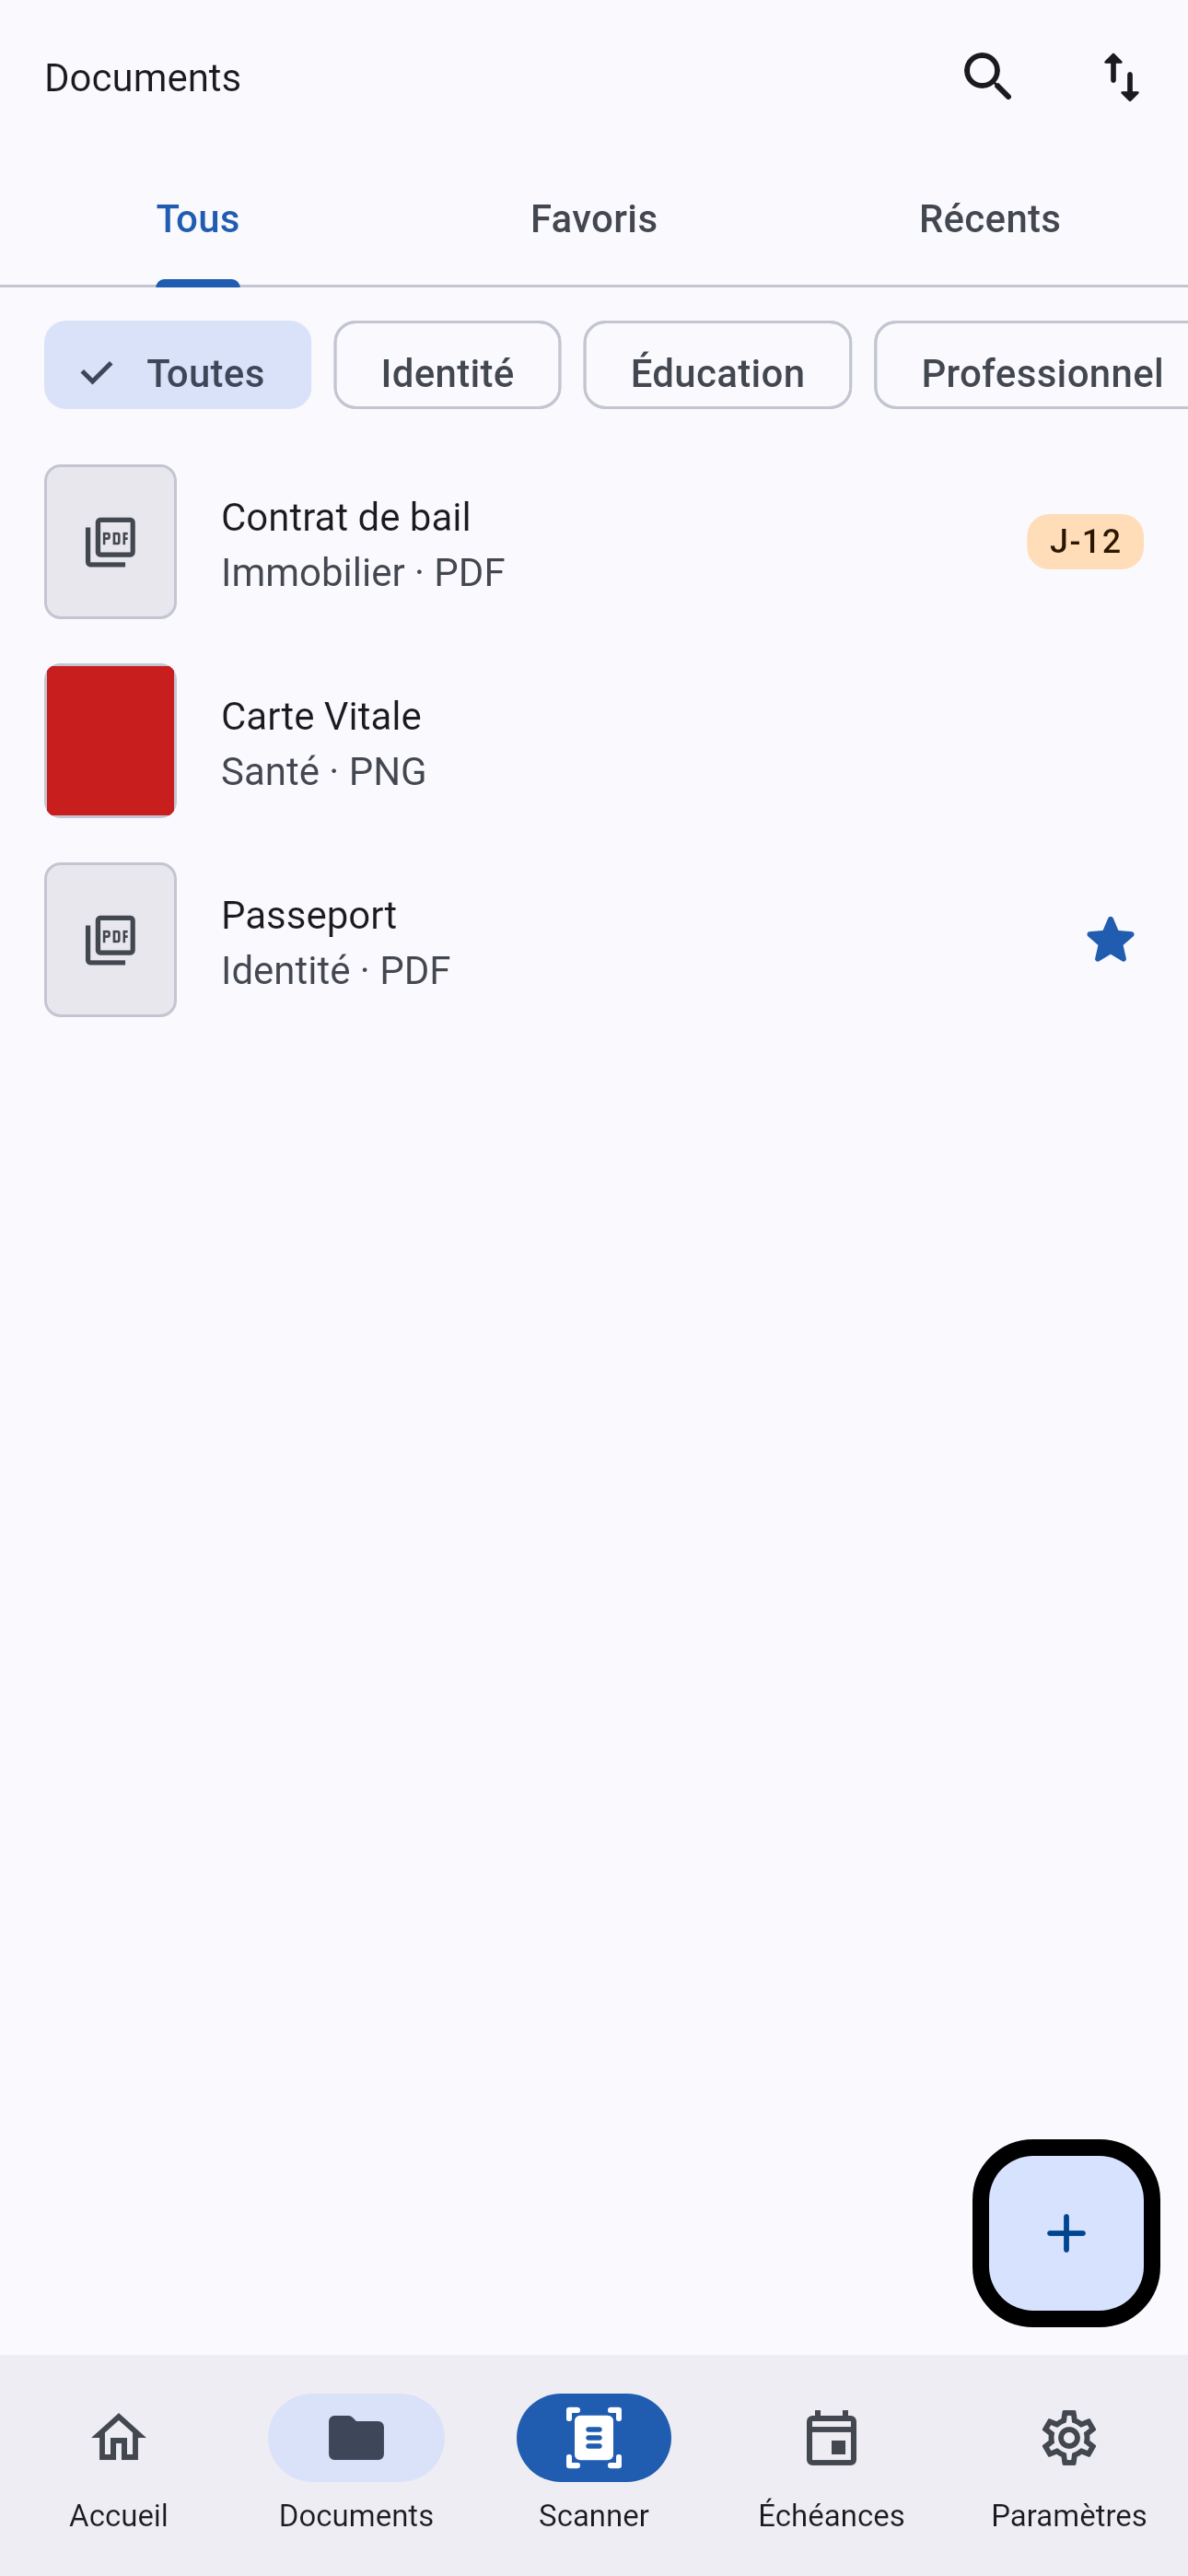 Documents
Tous
Favoris
Récents
Toutes
Identité
Éducation
Professionnel
PDF
Contrat de bail
Immobilier · PDF
J-12
Carte Vitale
Santé · PNG
PDF
Passeport
Identité · PDF
Accueil
Documents
Scanner
Échéances
Paramètres